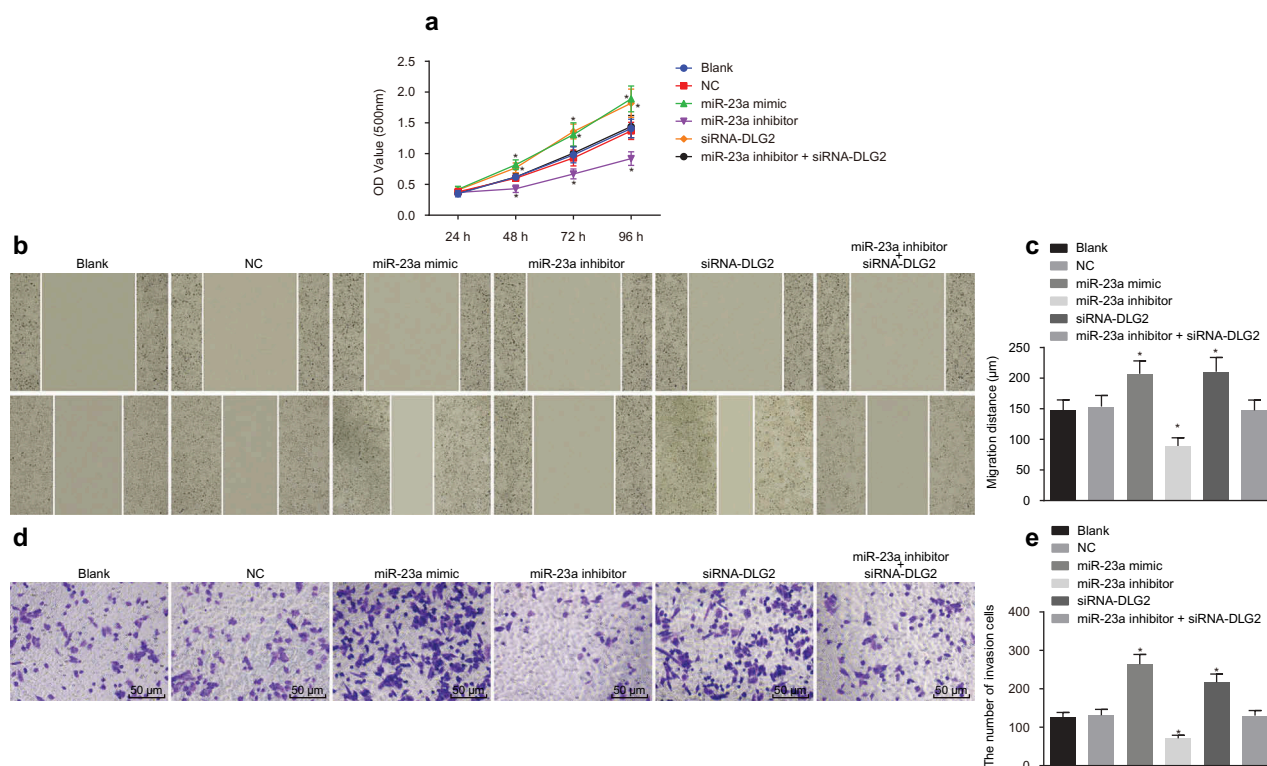 a
2.5
2.0
1.5
1.0
0.5
0.0
OD Value (500nm)
24 h 48 h 72 h 96 h
* * * * * * * * *
Blank
NC
miR-23a mimic
miR-23a inhibitor
siRNA-DLG2
miR-23a inhibitor + siRNA-DLG2
b
Blank
NC
miR-23a mimic
miR-23a inhibitor
siRNA-DLG2
miR-23a inhibitor
+
siRNA-DLG2
c
Blank
NC
miR-23a mimic
miR-23a inhibitor
siRNA-DLG2
miR-23a inhibitor + siRNA-DLG2
250
200
150
100
50
0
Migration distance (µm)
* * *
d
Blank
NC
miR-23a mimic
miR-23a inhibitor
siRNA-DLG2
miR-23a inhibitor
+
siRNA-DLG2
50 µm
50 µm
50 µm
50 µm
50 µm
50 µm
e
Blank
NC
miR-23a mimic
miR-23a inhibitor
siRNA-DLG2
miR-23a inhibitor + siRNA-DLG2
400
300
200
100
0
The number of invasion cells
* * *